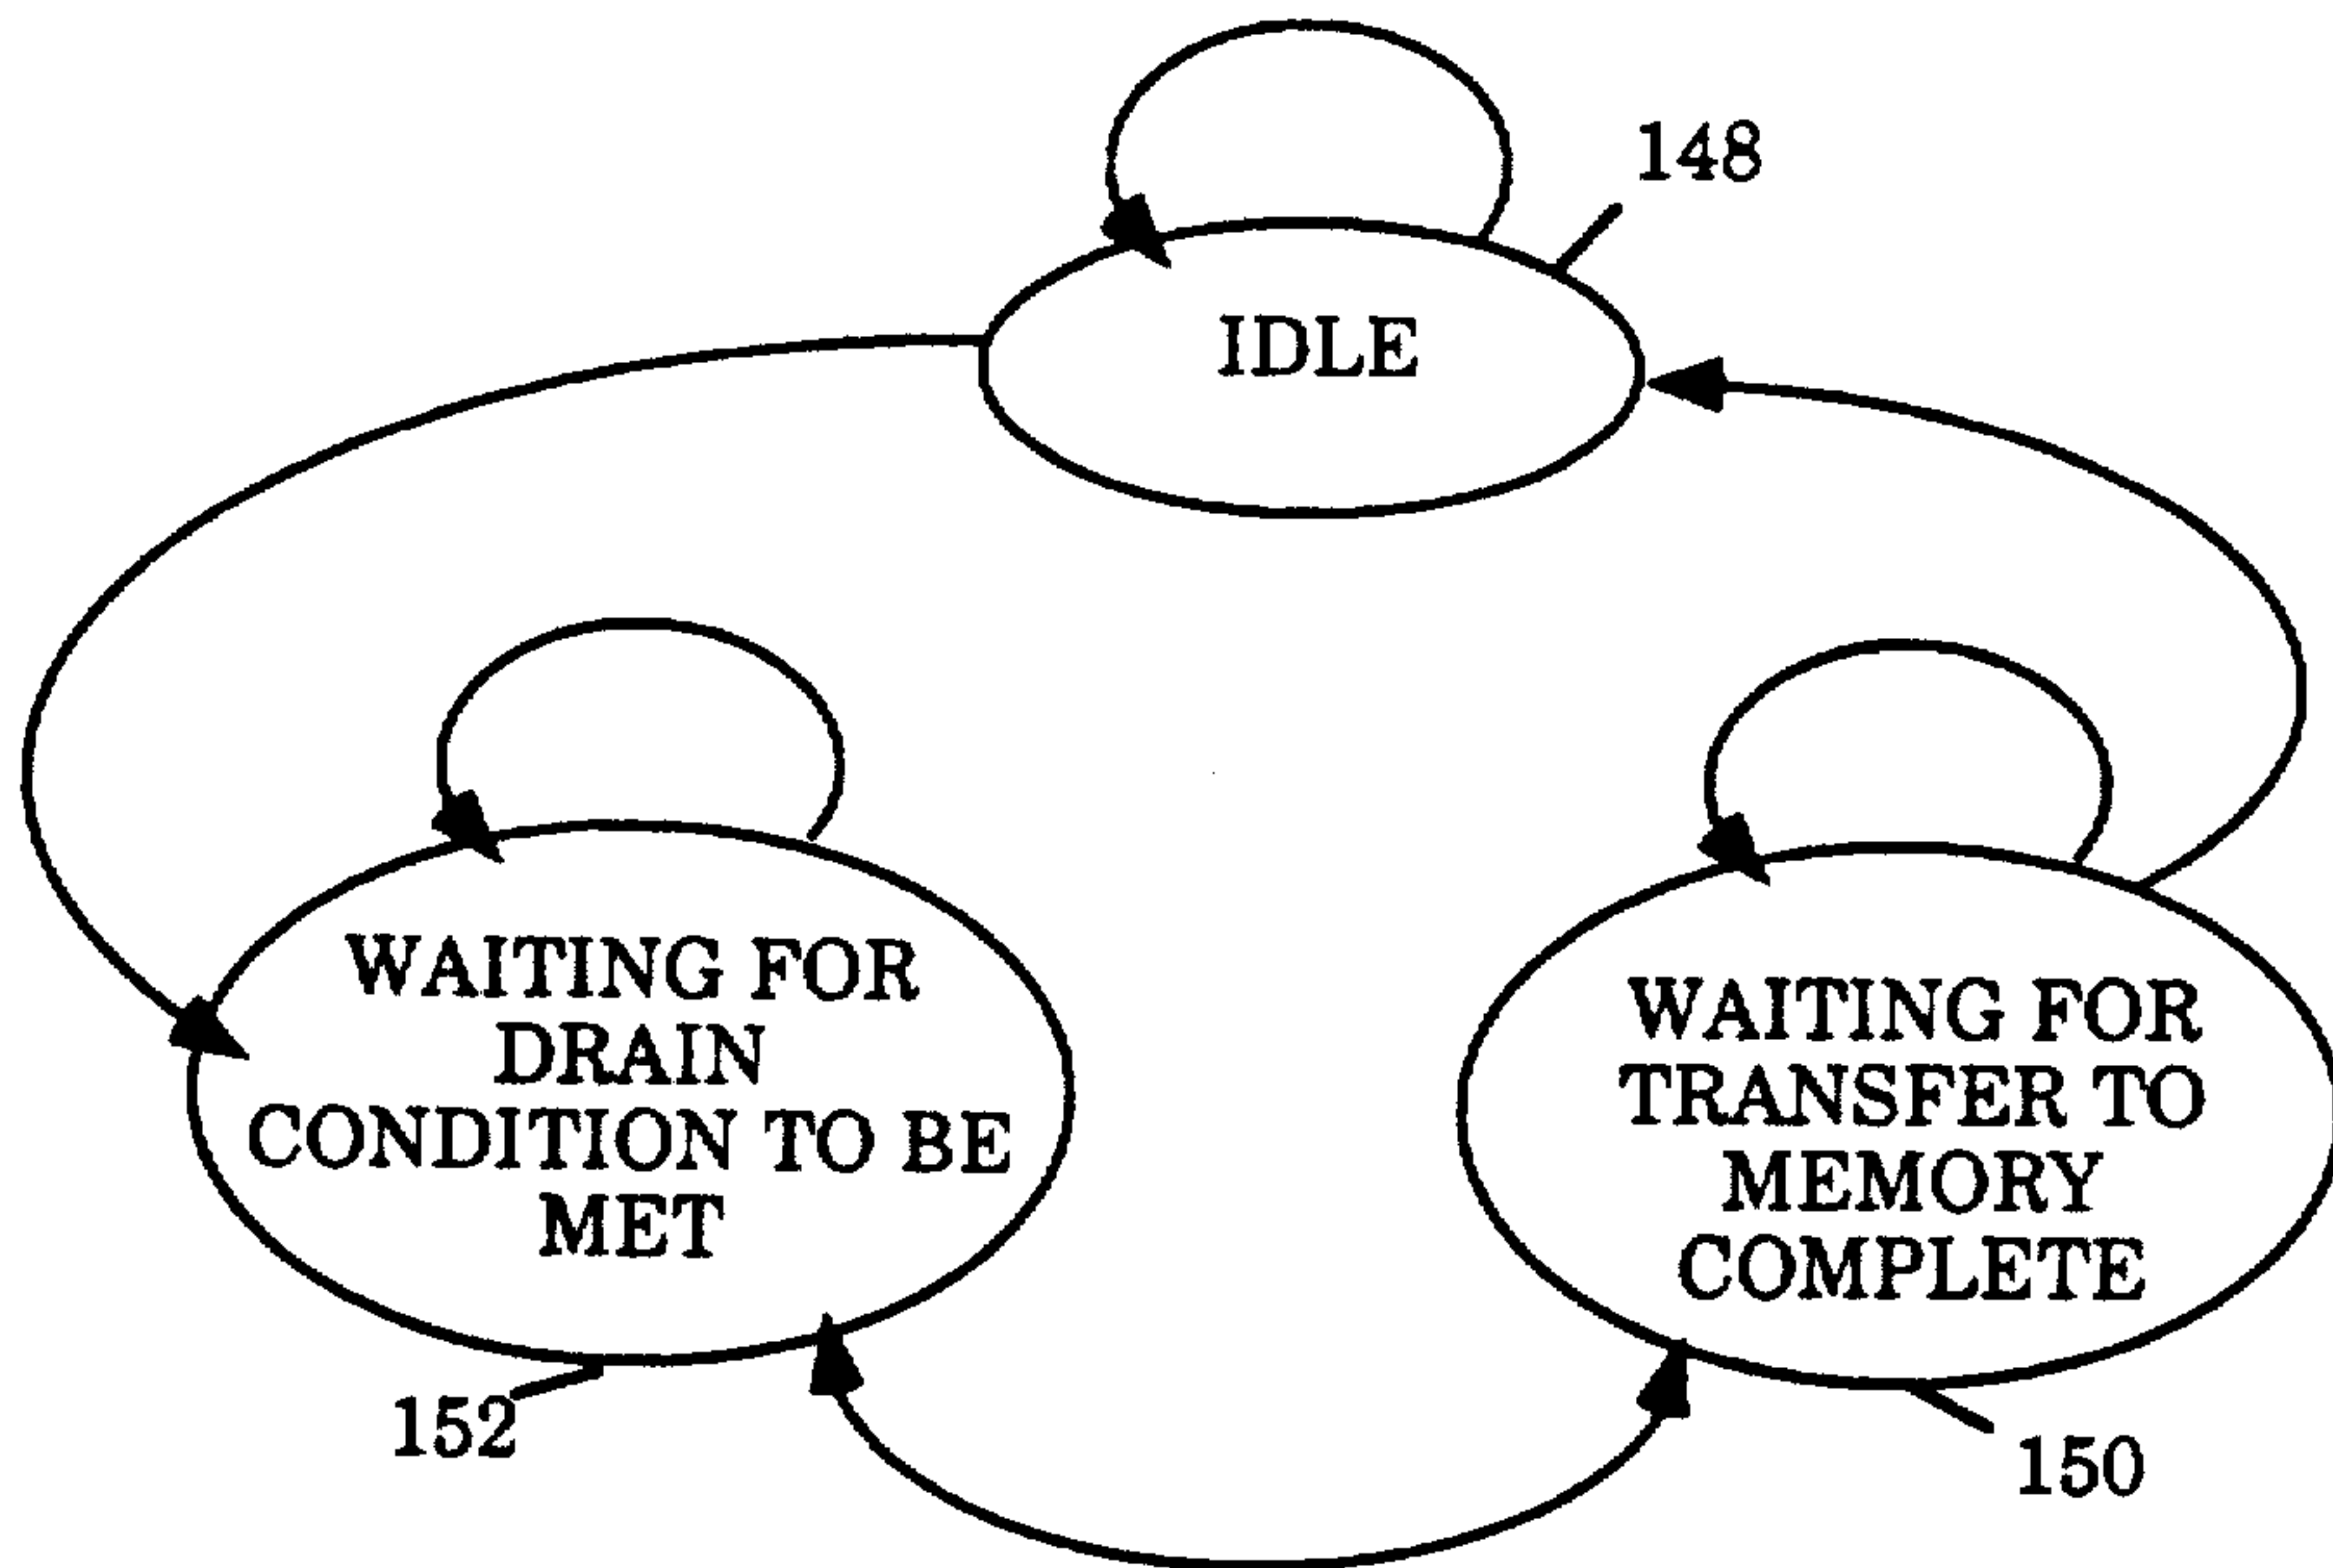 148
IDLE
WAITING FOR
DRAIN
CONDITION TO BE
MET
WAITING FOR
TRANSFER TO
MEMORY
COMPLETE
152
150